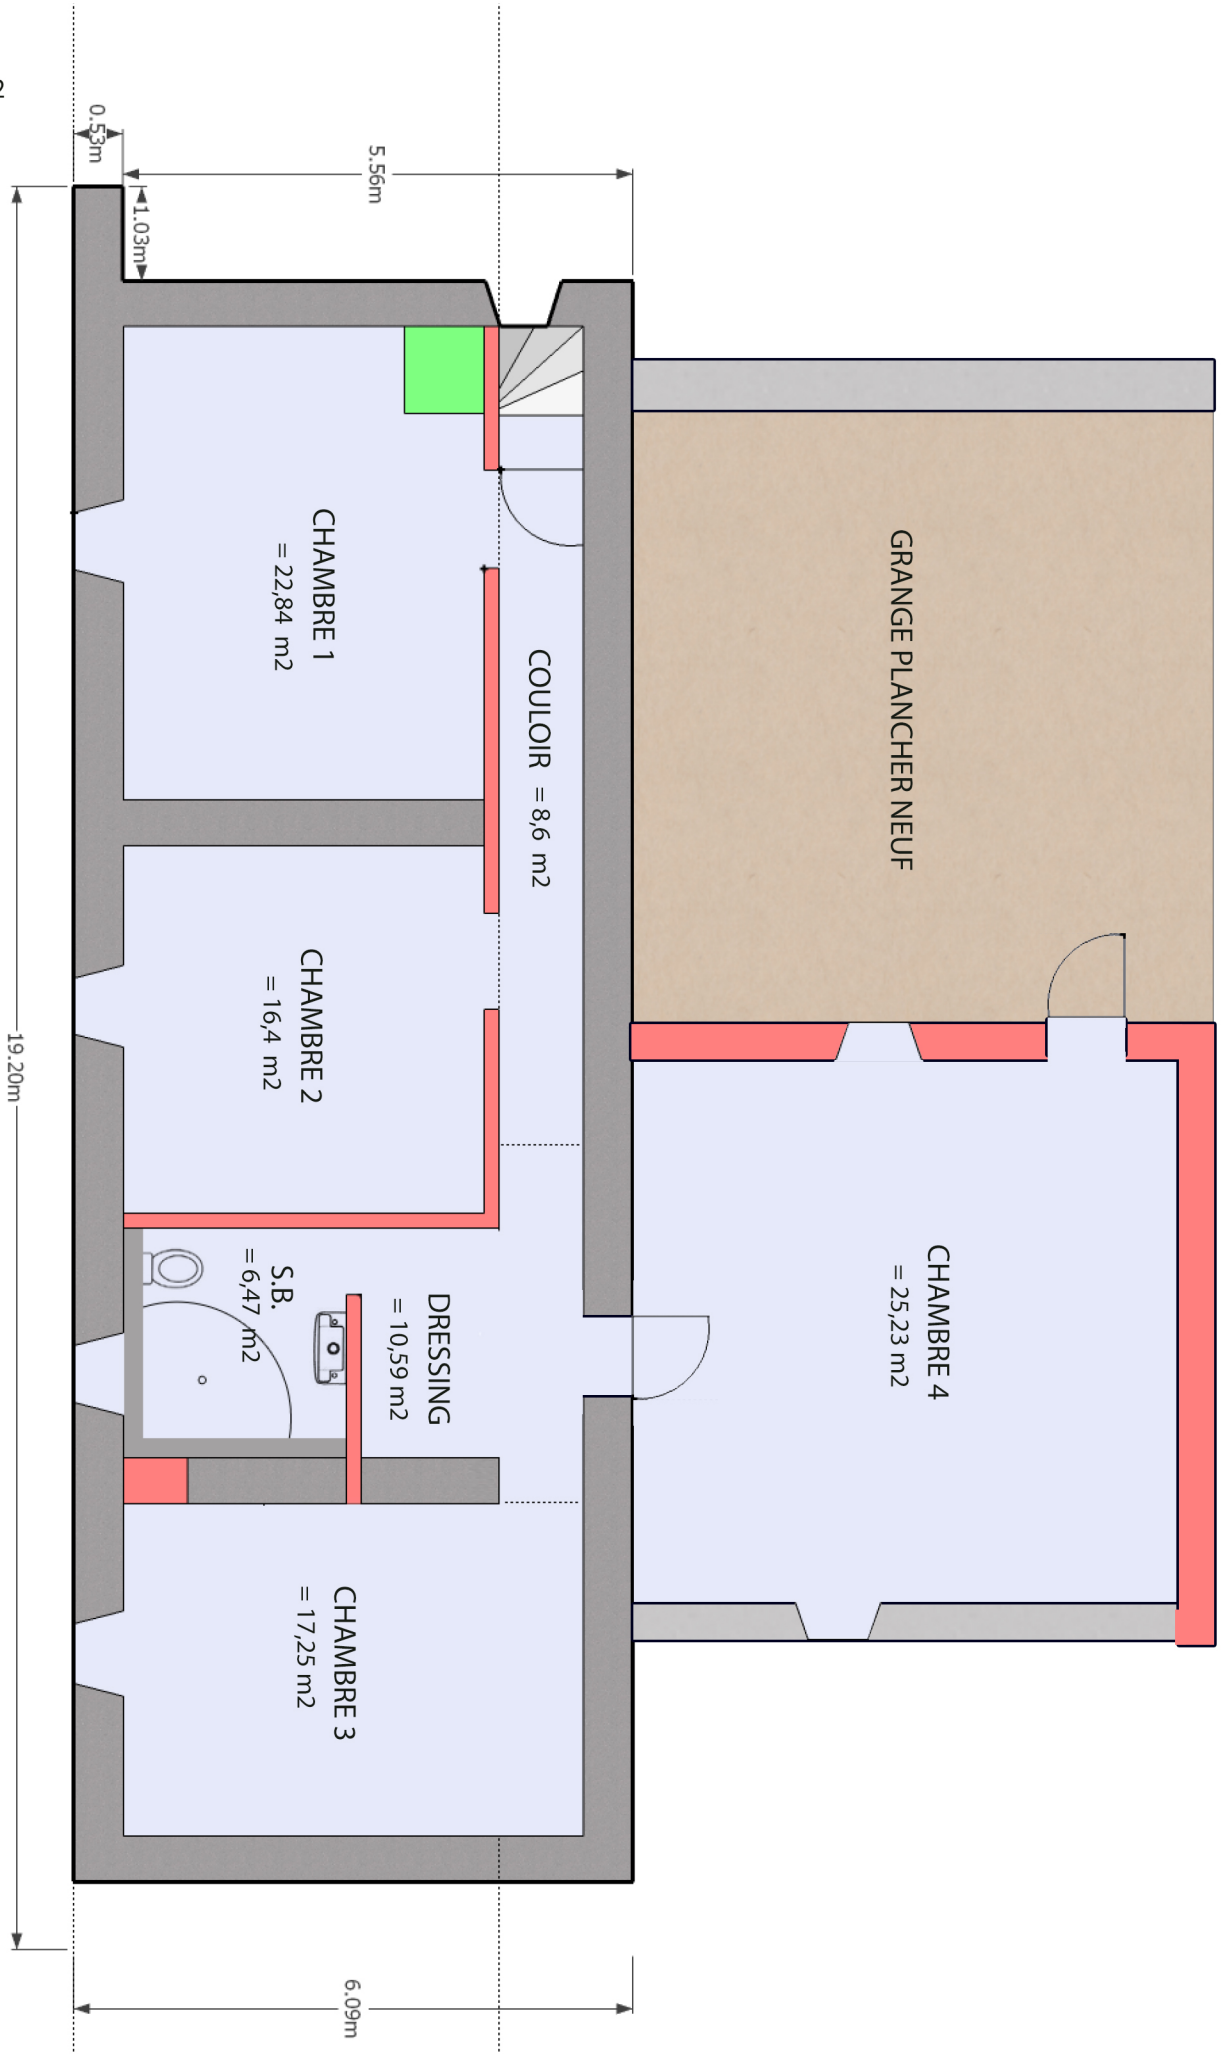 0.53m
5.56m
1.03m
GRANGE PLANCHER NEUF
CHAMBRE 1
= 22,84 m2
COULOIR = 8,6 m2
CHAMBRE 2
= 16,4 m2
CHAMBRE 4
= 25,23 m2
S.B.
= 6,47 m2
DRESSING
= 10,59 m2
CHAMBRE 3
= 17,25 m2
19.20m
6.09m